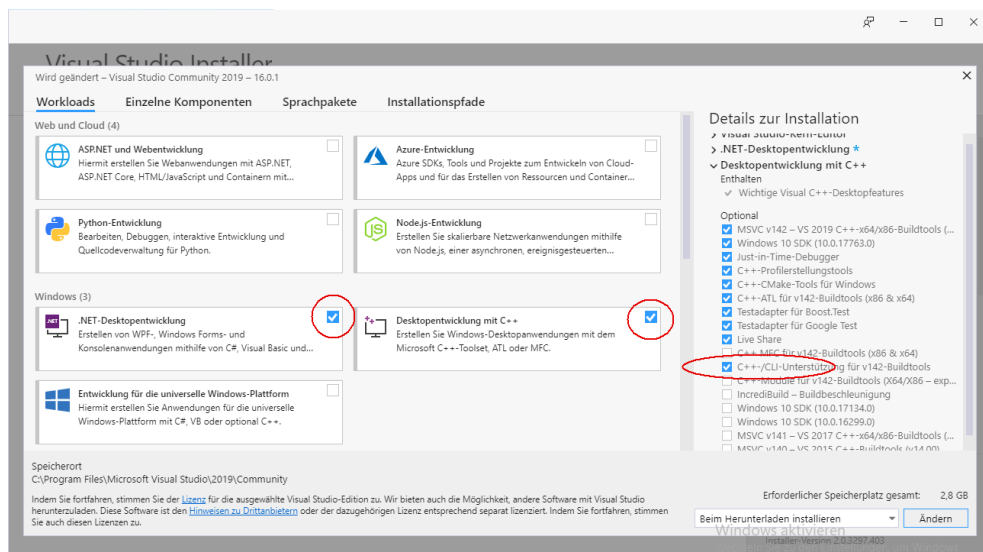 Visual Studio Installer
Wird geändert – Visual Studio Community 2019 – 16.0.1
Workloads Einzelne Komponenten Sprachpakete Installationspfade
Web und Cloud (4)
ASP.NET und Webentwicklung
Hiermit erstellen Sie Webanwendungen mit ASP.NET,
ASP.NET Core, HTML/JavaScript und Containern mit...
Azure-Entwicklung
Azure SDKs, Tools und Projekte zum Entwickeln von Cloud-
Apps und für das Erstellen von Ressourcen und Container...
Python-Entwicklung
Bearbeiten, Debuggen, interaktive Entwicklung und
Quellcodeverwaltung für Python.
Node.js-Entwicklung
Erstellen Sie skalierbare Netzwerkanwendungen mithilfe
von Node.js, einer asynchronen, ereignisgesteuerten...
Windows (3)
.NET
.NET-Desktopentwicklung
Erstellen von WPF-, Windows Forms- und
Konsolenanwendungen mithilfe von C#, Visual Basic und...
Desktopentwicklung mit C++
Erstellen Sie Windows-Desktopanwendungen mit dem
Microsoft C++-Toolset, ATL oder MFC.
Entwicklung für die universelle Windows-Plattform
Hiermit erstellen Sie Anwendungen für die universelle
Windows-Plattform mit C#, VB oder optional C++.
Details zur Installation
Visual Studio-Kern-Editor
.NET-Desktopentwicklung *
Desktopentwicklung mit C++
Enthalten
Wichtige Visual C++-Desktopfeatures
Optional
MSVC v142 – VS 2019 C++-x64/x86-Buildtools (...
Windows 10 SDK (10.0.17763.0)
Just-in-Time-Debugger
C++-Profilerstellungstools
C++-CMake-Tools für Windows
C++-ATL für v142-Buildtools (x86 & x64)
Testadapter für Boost.Test
Testadapter für Google Test
Live Share
C++-MFC für v142-Buildtools (x86 & x64)
C++-/CLI-Unterstützung für v142-Buildtools
C++-Module für v142-Buildtools (X64/X86 – exp...
IncrediBuild – Buildbeschleunigung
Windows 10 SDK (10.0.17134.0)
Windows 10 SDK (10.0.16299.0)
MSVC v141 – VS 2017 C++-x64/x86-Buildtools (...
MSVC v140 – VS 2015 C++-Buildtools (v14.00)
Speicherort
C:\Program Files\Microsoft Visual Studio\2019\Community
Indem Sie fortfahren, stimmen Sie der Lizenz für die ausgewählte Visual Studio-Edition zu. Wir bieten auch die Möglichkeit, andere Software mit Visual Studio
herunterzuladen. Diese Software ist den Hinweisen zu Drittanbietern oder der dazugehörigen Lizenz entsprechend separat lizenziert. Indem Sie fortfahren, stimmen
Sie auch diesen Lizenzen zu.
Erforderlicher Speicherplatz gesamt: 2,8 GB
Beim Herunterladen installieren Ändern
Windows aktivieren
Installer-Version 2.0.3297.403